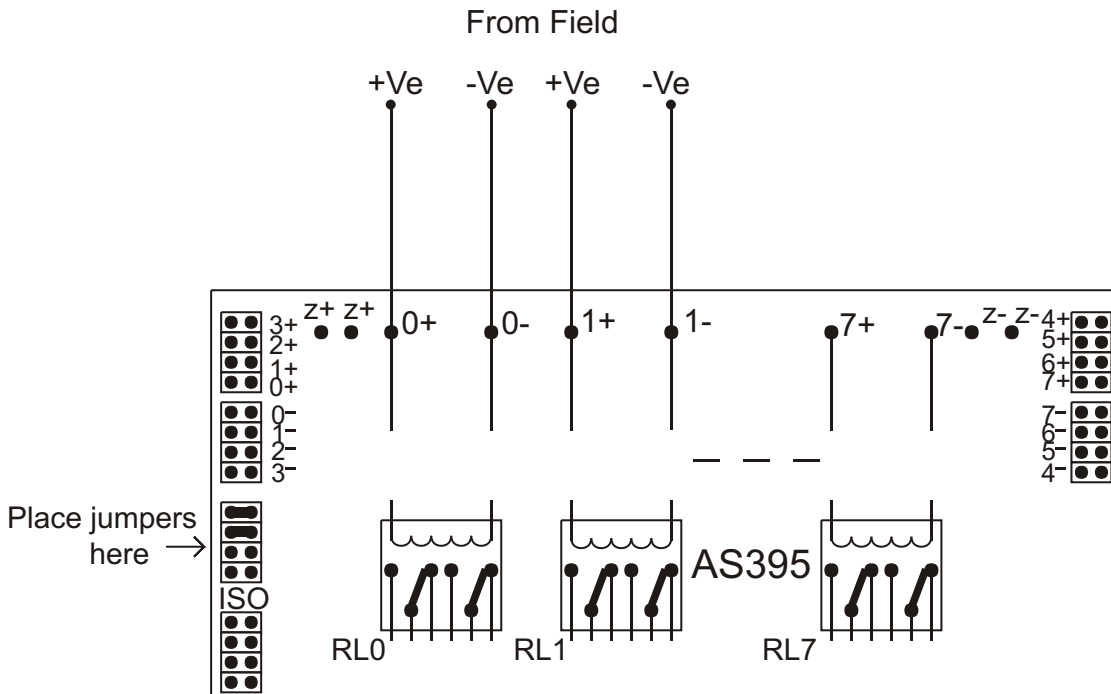 From Field
+Ve -Ve +Ve -Ve
3+ z+ z+ 0+ 0- 1+ 1- 7+ 7- z- z- 4+
2+ 5+
1+ 6+
0+ 7+
0- 7-
1- 6-
2- 5-
3- 4-
Place jumpers
here
AS395
ISO
RL0 RL1 RL7